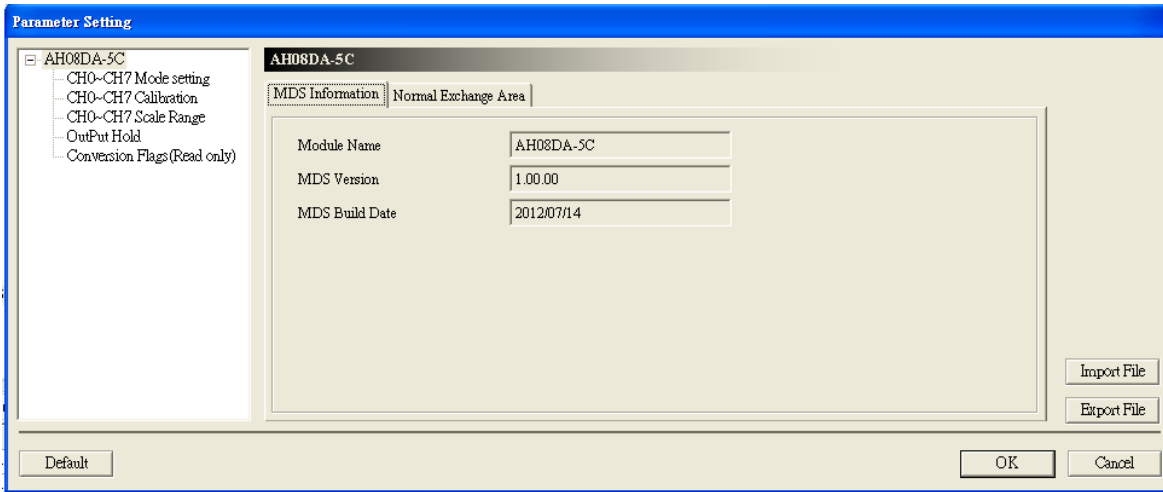 Parameter Setting
AH08DA-5C
CH0~CH7 Mode setting
CH0~CH7 Calibration
CH0~CH7 Scale Range
OutPut Hold
Conversion Flags(Read only)
AH08DA-5C
MDS Information
Normal Exchange Area
Module Name
AH08DA-5C
MDS Version
1.00.00
MDS Build Date
2012/07/14
Import File
Export File
Default
OK
Cancel